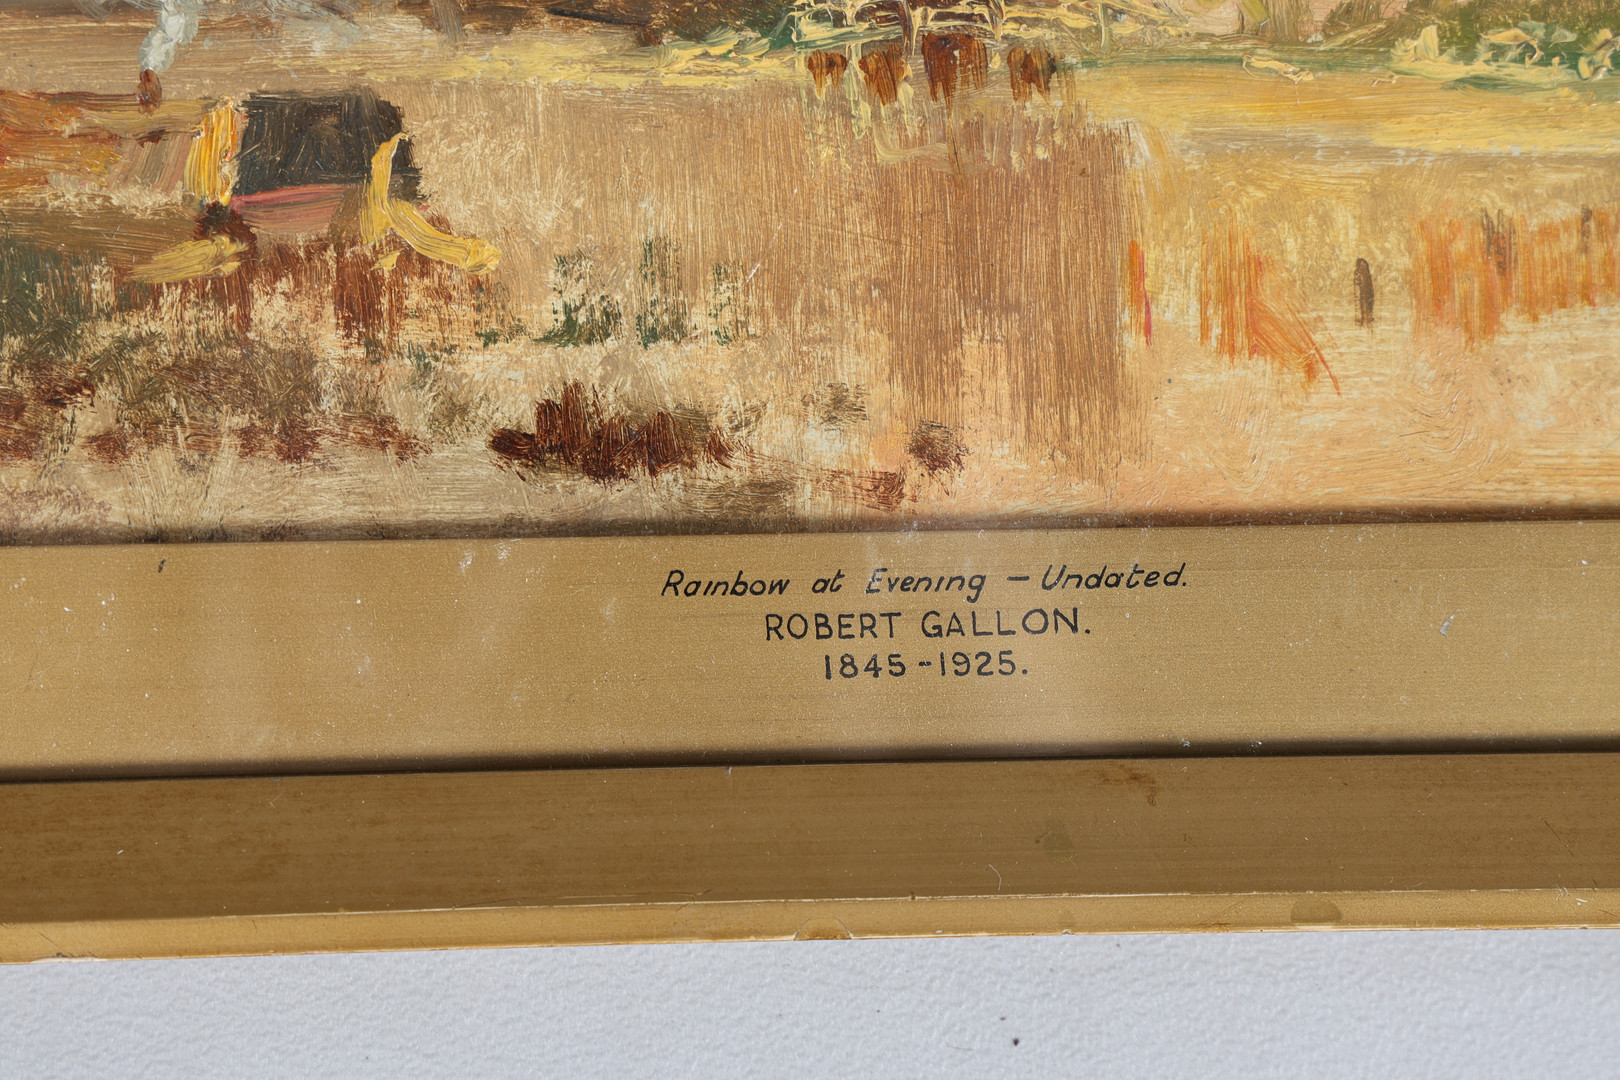 Rainbow at Evening – Undated.
ROBERT GALLON.
1845-1925.